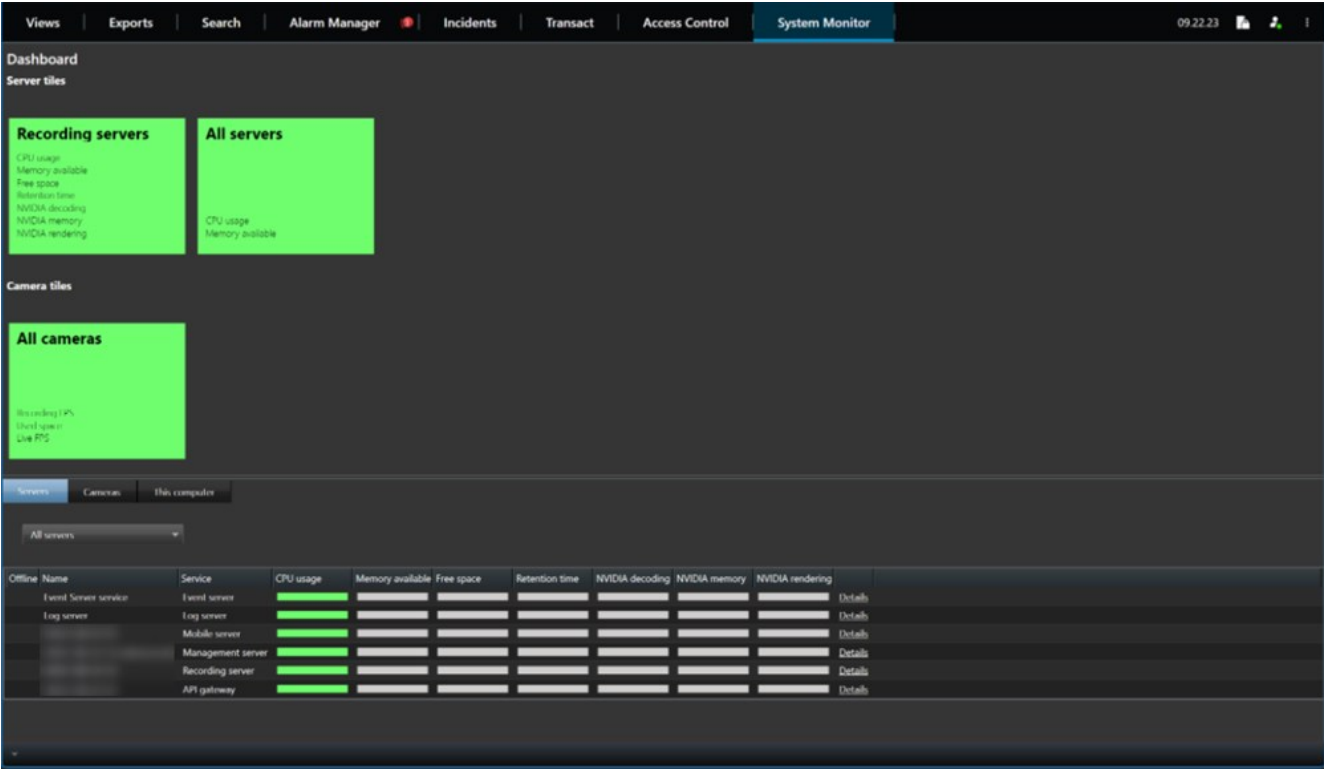 Views Exports Search Alarm Manager Incidents Transact Access Control System Monitor 09.22.23
Dashboard
Server tiles
Recording servers
CPU usage
Memory available
Free space
Retention time
NVIDIA decoding
NVIDIA memory
NVIDIA rendering
All servers
CPU usage
Memory available
Camera tiles
All cameras
Recording FPS
Used space
Live FPS
Servers Cameras This computer
All servers
Offline Name Service CPU usage Memory available Free space Retention time NVIDIA decoding NVIDIA memory NVIDIA rendering
Event Server service Event server Details
Log server Log server Details
Mobile server Details
Management server Details
Recording server Details
API gateway Details